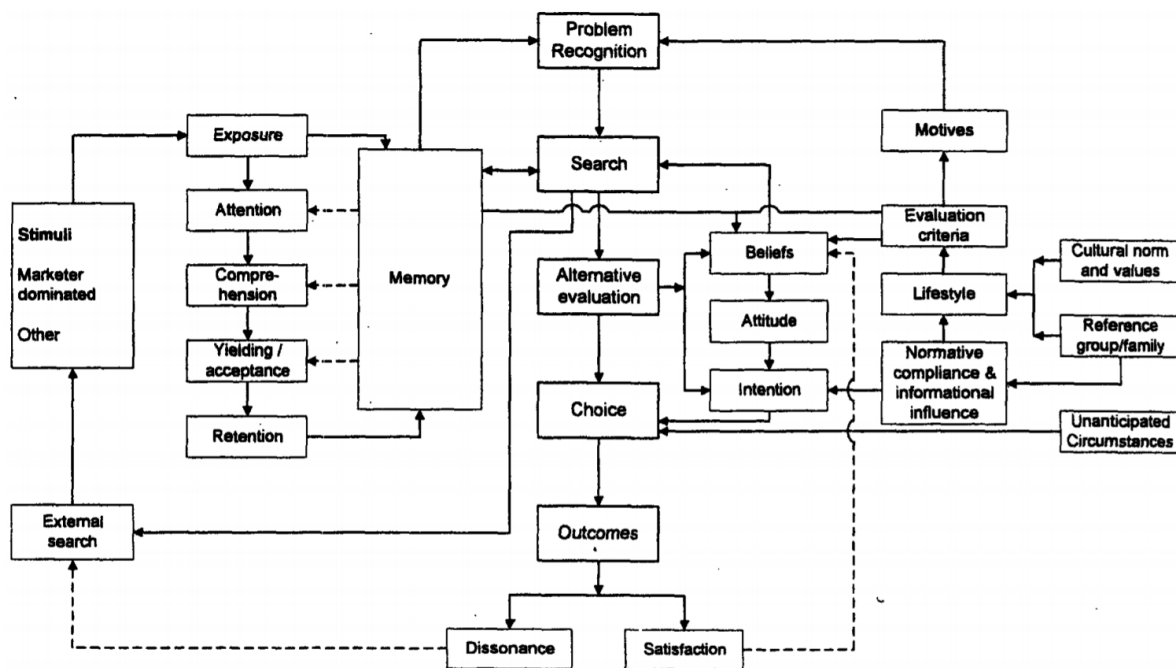 Problem
Recognition
Exposure
Motives
Search
Attention
Stimuli
Marketer
dominated
Other
Evaluation
criteria
Beliefs
Cultural norm
and values
Compre-
hension
Memory
Alternative
evaluation
Lifestyle
Attitude
Reference
group/family
Yielding /
acceptance
Normative
compliance &
informational
influence
Intention
Choice
Retention
Unanticipated
Circumstances
External
search
Outcomes
Dissonance
Satisfaction